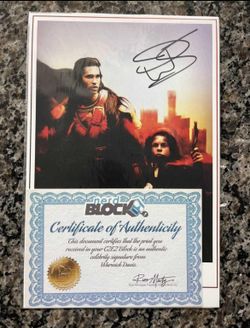 nerd
BLOCK
Certificate of Authenticity
This document certifies that the print you
received in your Block is an authentic
celebrity signature from
Warwick Davis.